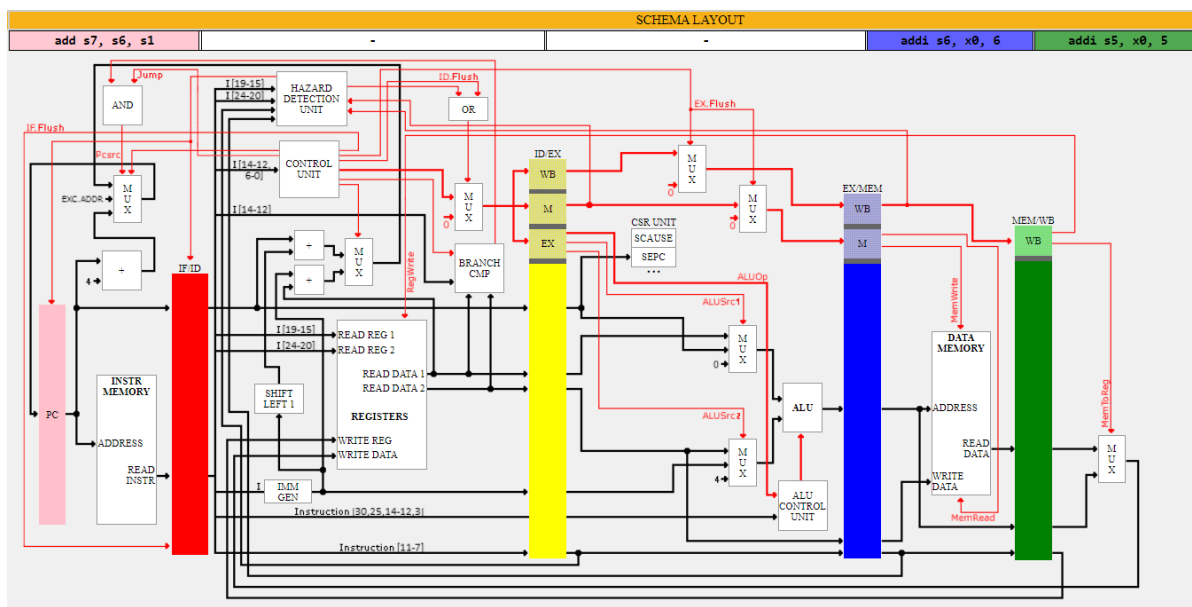 SCHEMA LAYOUT
add s7, s6, s1
-
-
addi s6, x0, 6
addi s5, x0, 5
Jump
I [19-15]
I [24-20]
HAZARD
DETECTION
UNIT
ID.Flush
AND
OR
EX.Flush
IF.Flush
Pcsrc
I [14-12,
6-0]
CONTROL
UNIT
M
U
X
EXC.ADDR.
I [14-12]
M
U
X
0
ID/EX
WB
M
EX
M
U
X
0
M
U
X
0
EX/MEM
WB
M
MEM/WB
WB
CSR UNIT
SCAUSE
SEPC
...
+
4
+
+
M
U
X
BRANCH
CMP
RegWrite
IF/ID
ALUOp
ALUSrc1
MemWrite
I [19-15]
I [24-20]
READ REG 1
READ REG 2
READ DATA 1
READ DATA 2
REGISTERS
WRITE REG
WRITE DATA
M
U
X
0
DATA
MEMORY
ADDRESS
READ
DATA
WRITE
DATA
MemToReg
INSTR
MEMORY
PC
ADDRESS
READ
INSTR
SHIFT
LEFT 1
ALU
ALUSrc2
M
U
X
4
M
U
X
I
IMM
GEN
ALU
CONTROL
UNIT
Instruction [30,25,14-12,3]
MemRead
Instruction [11-7]